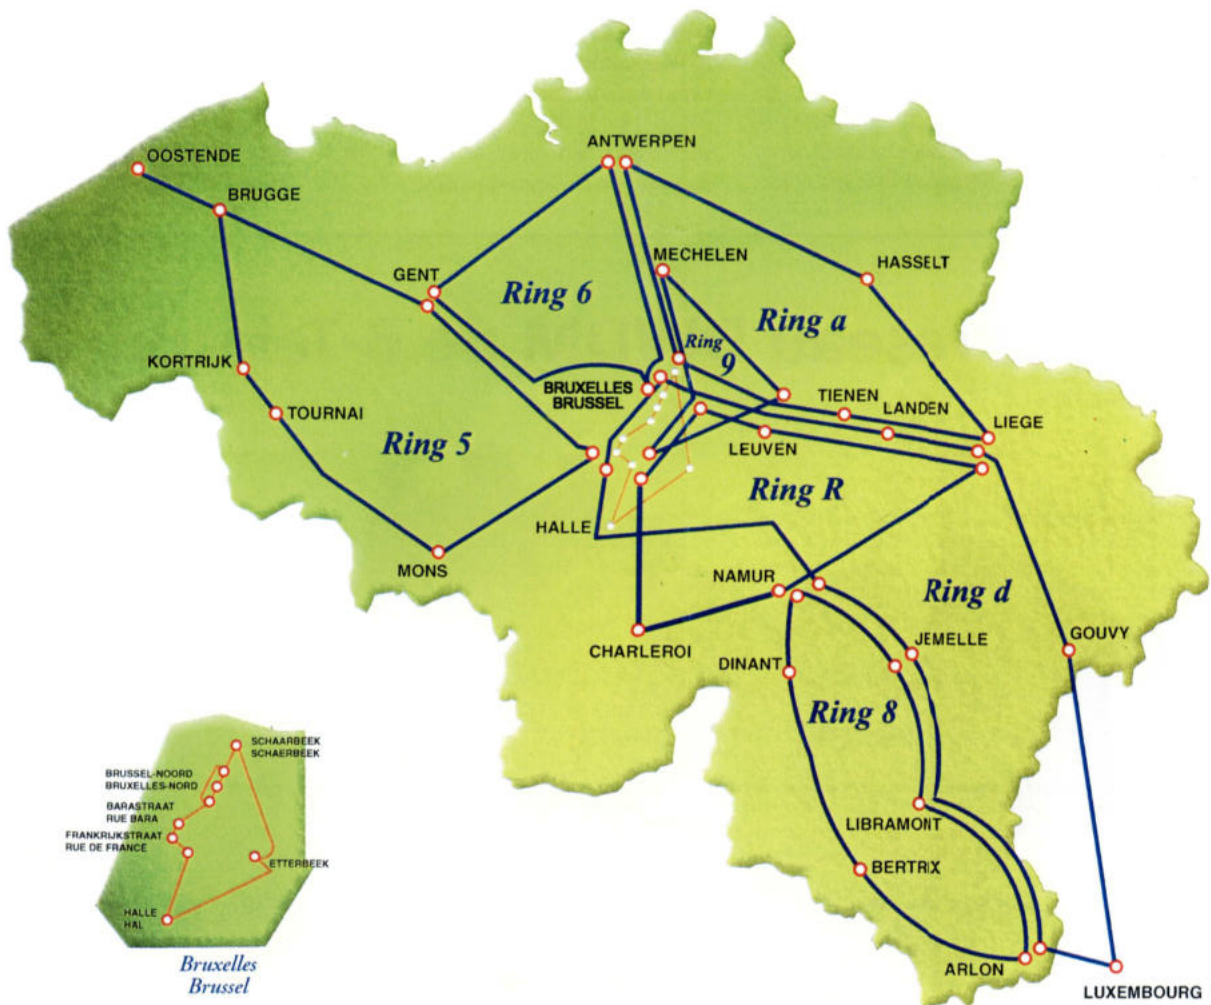 ANTWERPEN
OOSTENDE
BRUGGE
MECHELEN
HASSELT
GENT
Ring 6
Ring a
Ring
9
KORTRIJK
BRUXELLES
BRUSSEL
TIENEN
LANDEN
TOURNAI
LIEGE
Ring 5
LEUVEN
Ring R
HALLE
MONS
NAMUR
Ring d
JEMELLE
GOUVY
CHARLEROI
DINANT
Ring 8
LIBRAMONT
BERTRIX
ARLON
LUXEMBOURG
SCHAARBEEK
SCHAERBEEK
BRUSSEL-NOORD
BRUXELLES-NORD
BARASTRAAT
RUE BARA
FRANKRIJKSTRAAT
RUE DE FRANCE
ETTERBEEK
HALLE
HAL
Bruxelles
Brussel